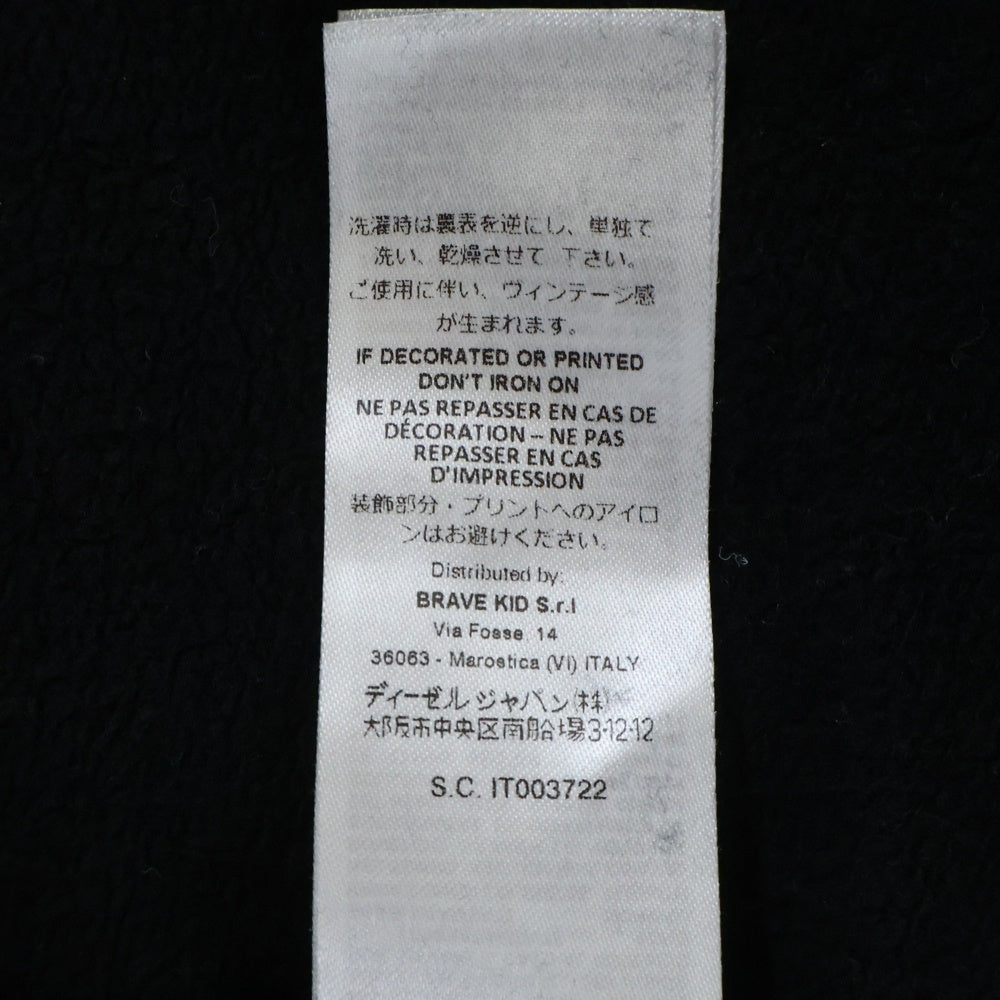 洗濯時は裏表を逆にし、単独で
洗い、乾燥させて 下さい。
ご使用に伴い、ヴィンテージ感
が生まれます。
IF DECORATED OR PRINTED
DON'T IRON ON
NE PAS REPASSER EN CAS DE
DÉCORATION – NE PAS
REPASSER EN CAS
D'IMPRESSION
装飾部分・プリントへのアイロ
ンはお避けください。
Distributed by:
BRAVE KID S.r.l
Via Fosse 14
36063 - Marostica (VI) ITALY
ディーゼルジャパン(株)
大阪市中央区南船場3-12-12
S.C. IT003722